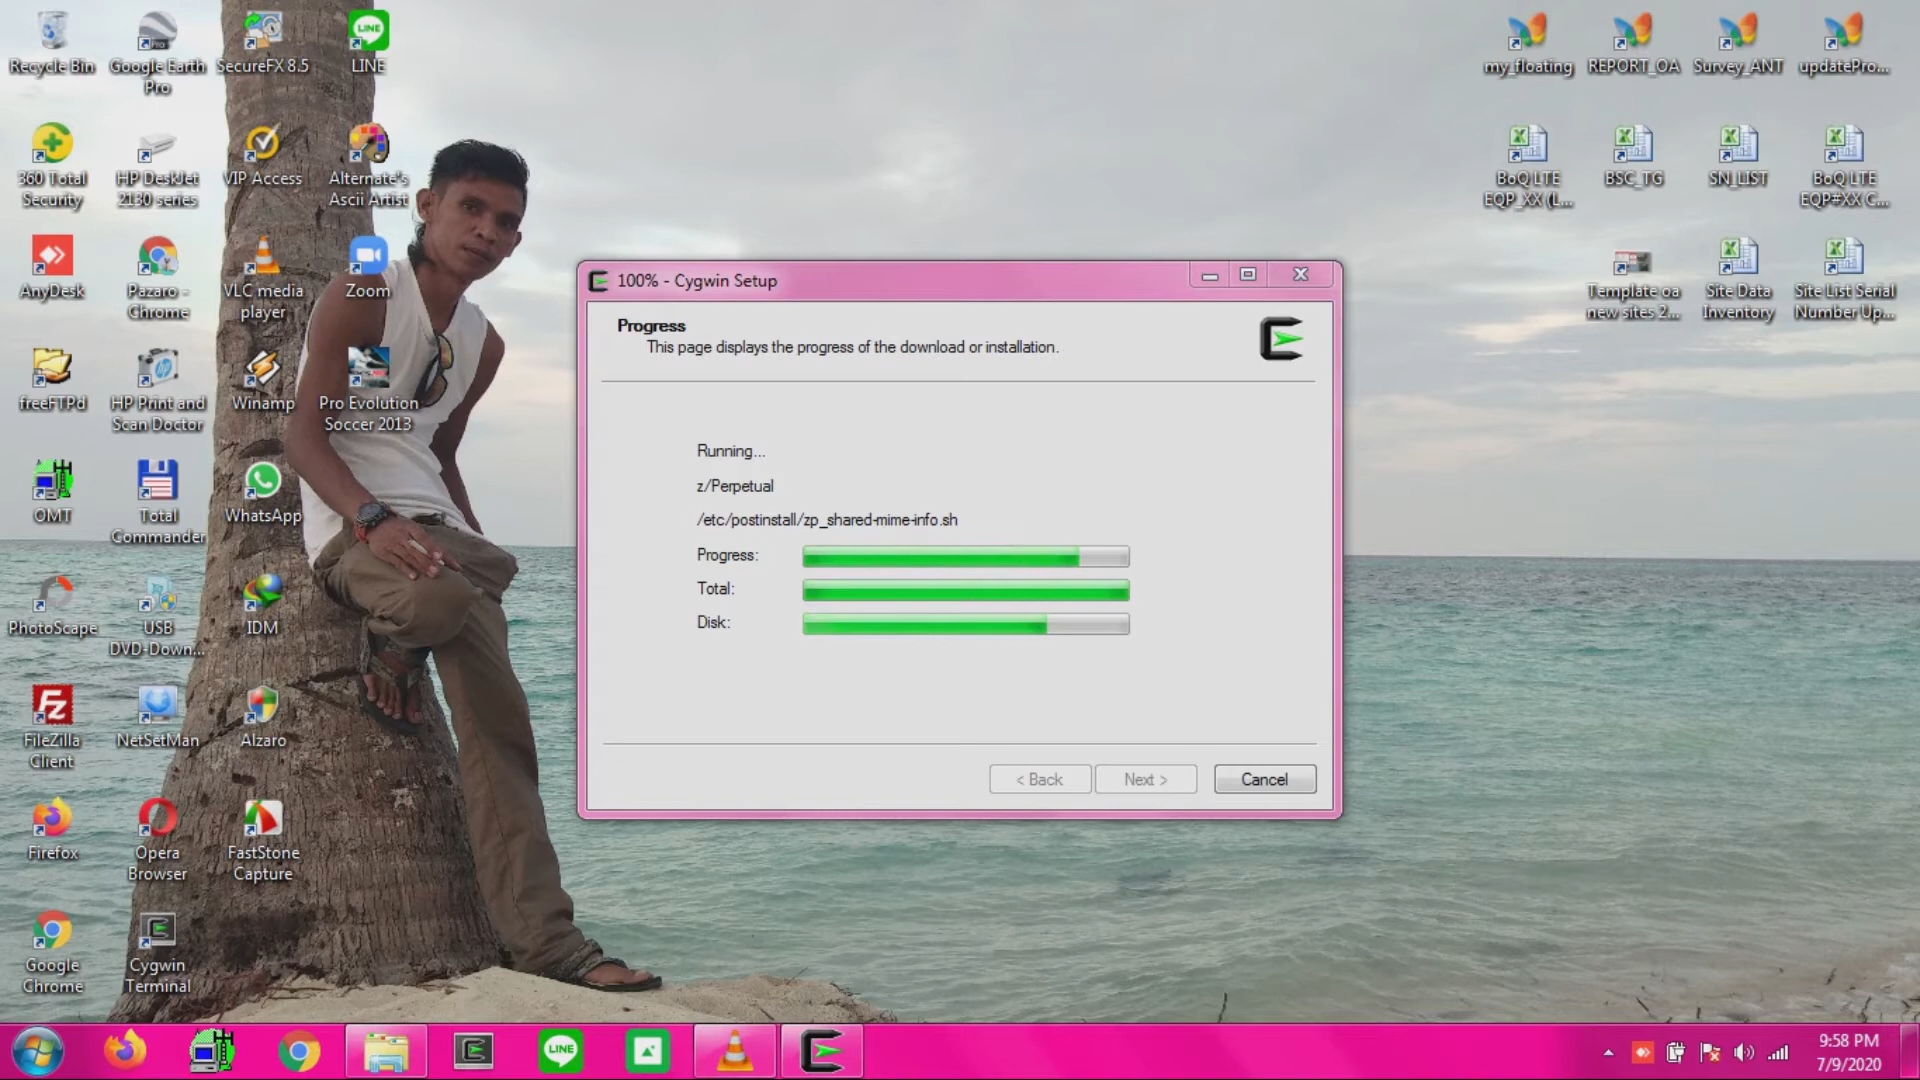 Recycle Bin
Google Earth
Pro
SecureFX 8.5
LINE
360 Total
Security
HP DeskJet
2130 series
VIP Access
Alternate's
Ascii Artist
AnyDesk
Pazaro -
Chrome
VLC media
player
Zoom
freeFTPd
HP Print and
Scan Doctor
Winamp
Pro Evolution
Soccer 2013
OMT
Total
Commander
WhatsApp
PhotoScape
USB
DVD-Down...
IDM
FileZilla
Client
NetSetMan
Alzaro
Firefox
Opera
Browser
FastStone
Capture
Google
Chrome
Cygwin
Terminal
my_floating
REPORT_OA
Survey_ANT
updatePro...
BoQ LTE
EQP_XX (L...
BSC_TG
SN_LIST
BoQ LTE
EQP#XX C...
Template oa
new sites 2...
Site Data
Inventory
Site List Serial
Number Up...
100% - Cygwin Setup
Progress
This page displays the progress of the download or installation.
Running...
z/Perpetual
/etc/postinstall/zp_shared-mime-info.sh
Progress:
Total:
Disk:
< Back
Next >
Cancel
LINE
9:58 PM
7/9/2020